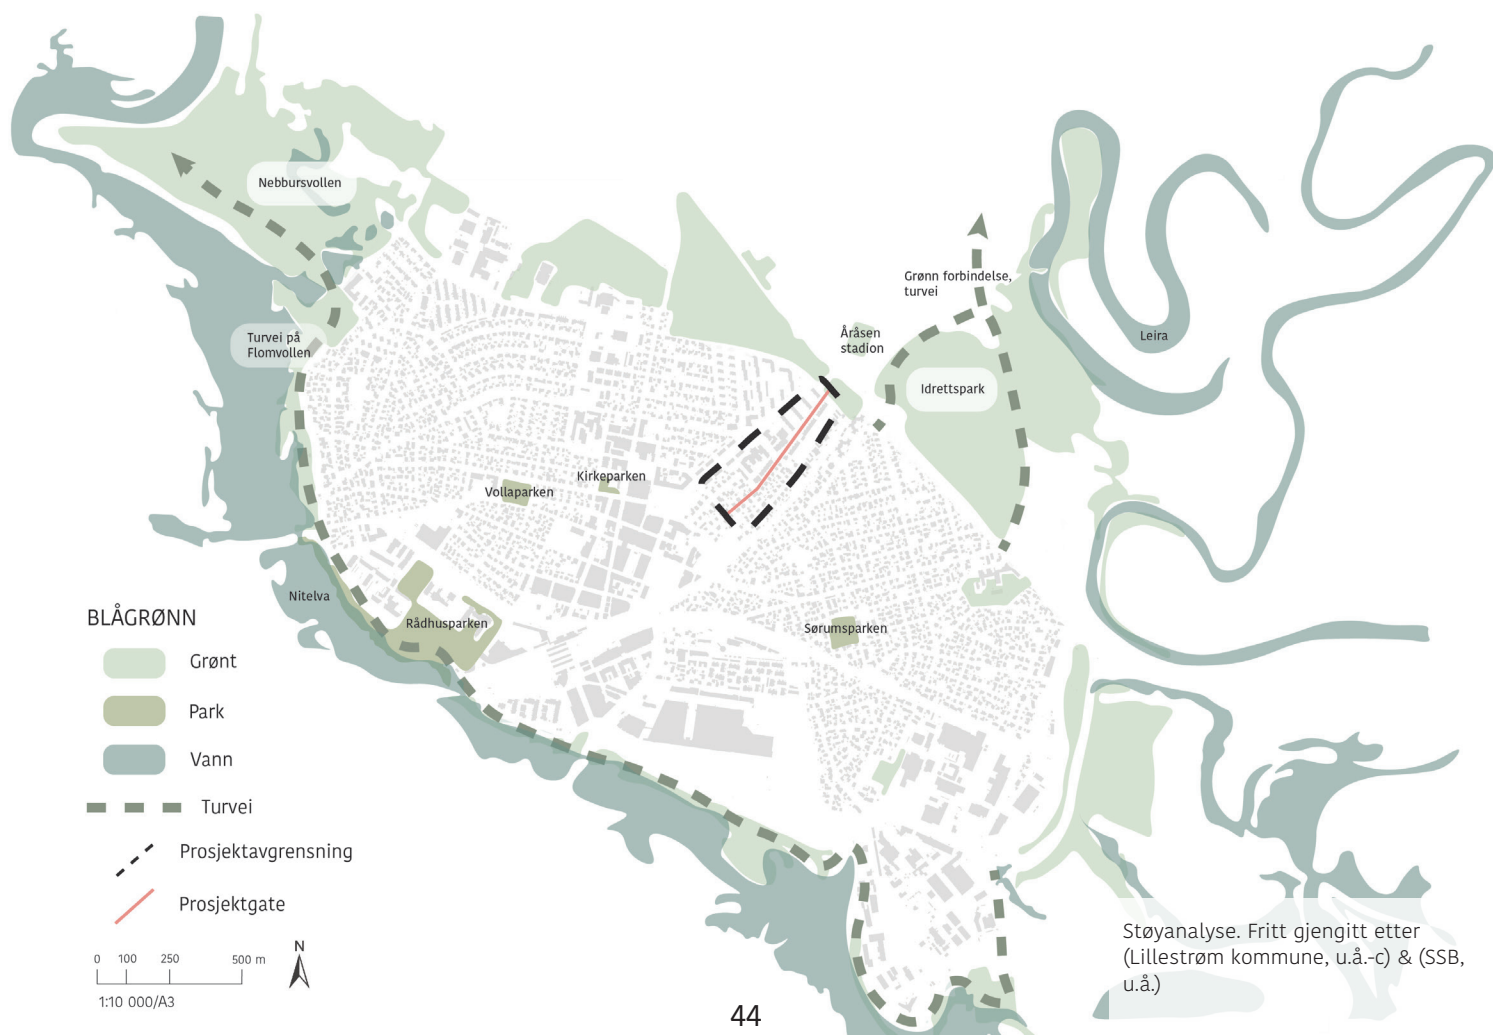 Nebbursvollen
Grønn forbindelse,
turvei
Turvei på
Flomvollen
Åråsen
stadion
Leira
Idrettspark
Kirkeparken
Vollaparken
Nitelva
Rådhusparken
Sørumsparken
BLÅGRØNN
Grønt
Park
Vann
Turvei
Prosjektavgrensning
Prosjektgate
0 100 250 500 m
N
1:10 000/A3
Støyanalyse. Fritt gjengitt etter
(Lillestrøm kommune, u.å.-c) & (SSB,
u.å.)
44